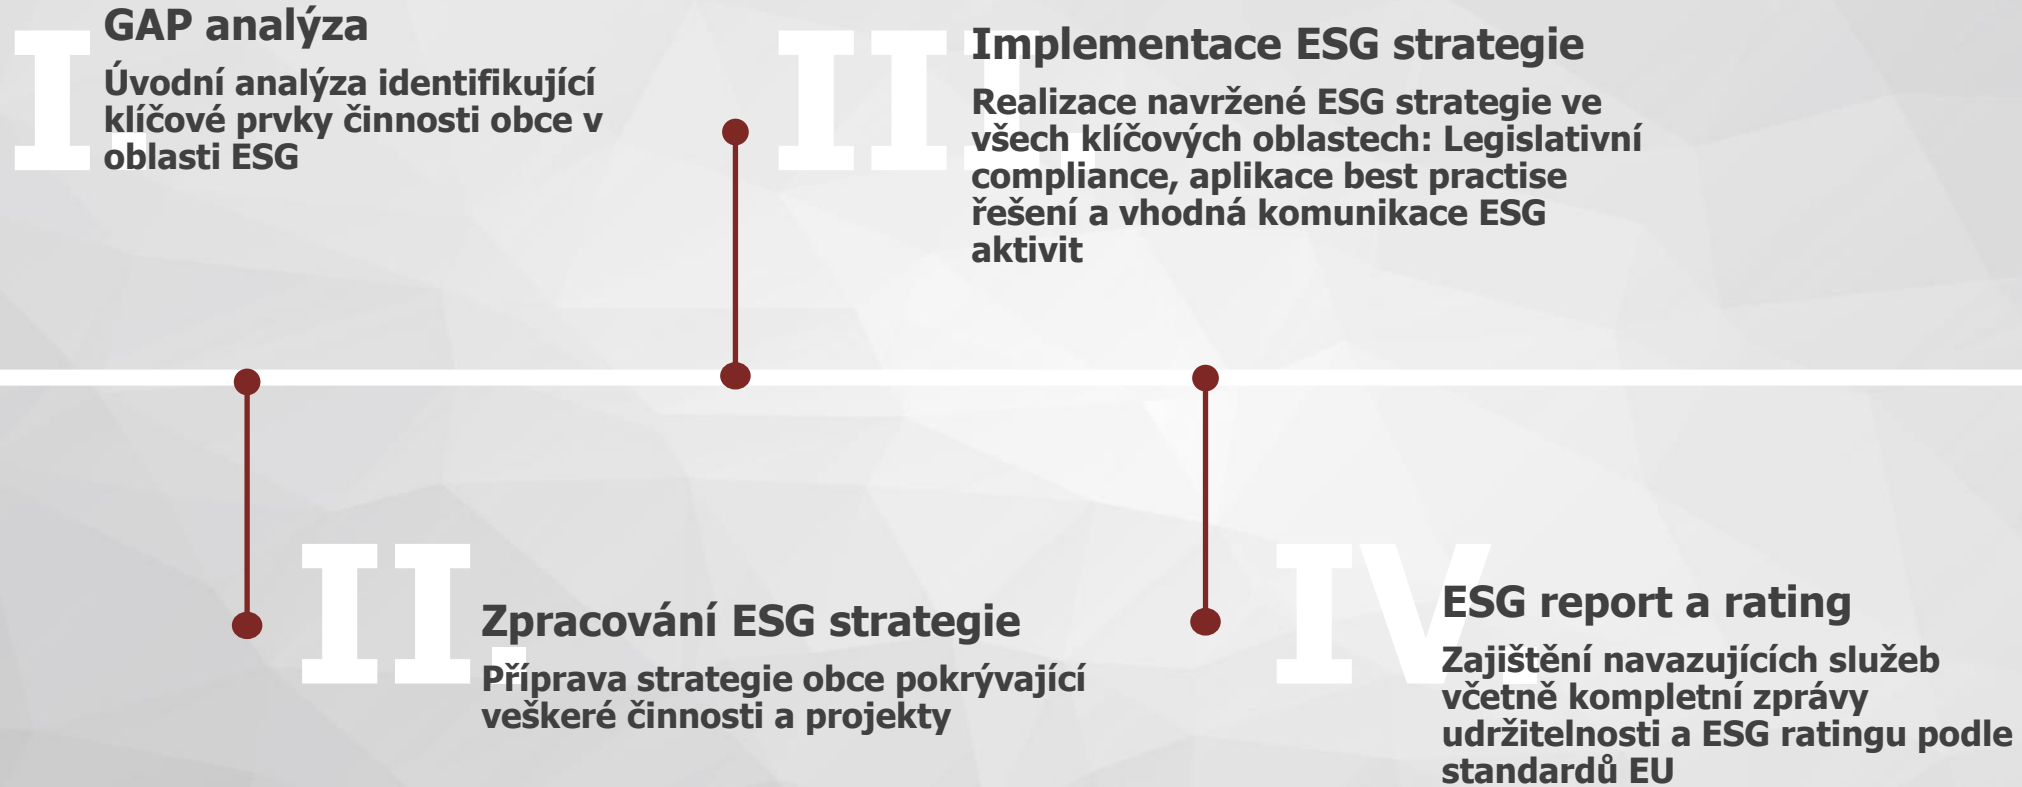 I.
GAP analýza
Úvodní analýza identifikující
klíčové prvky činnosti obce v
oblasti ESG
II.
Zpracování ESG strategie
Příprava strategie obce pokrývající
veškeré činnosti a projekty
III.
Implementace ESG strategie
Realizace navržené ESG strategie ve
všech klíčových oblastech: Legislativní
compliance, aplikace best practise
řešení a vhodná komunikace ESG
aktivit
IV.
ESG report a rating
Zajištění navazujících služeb
včetně kompletní zprávy
udržitelnosti a ESG ratingu podle
standardů EU